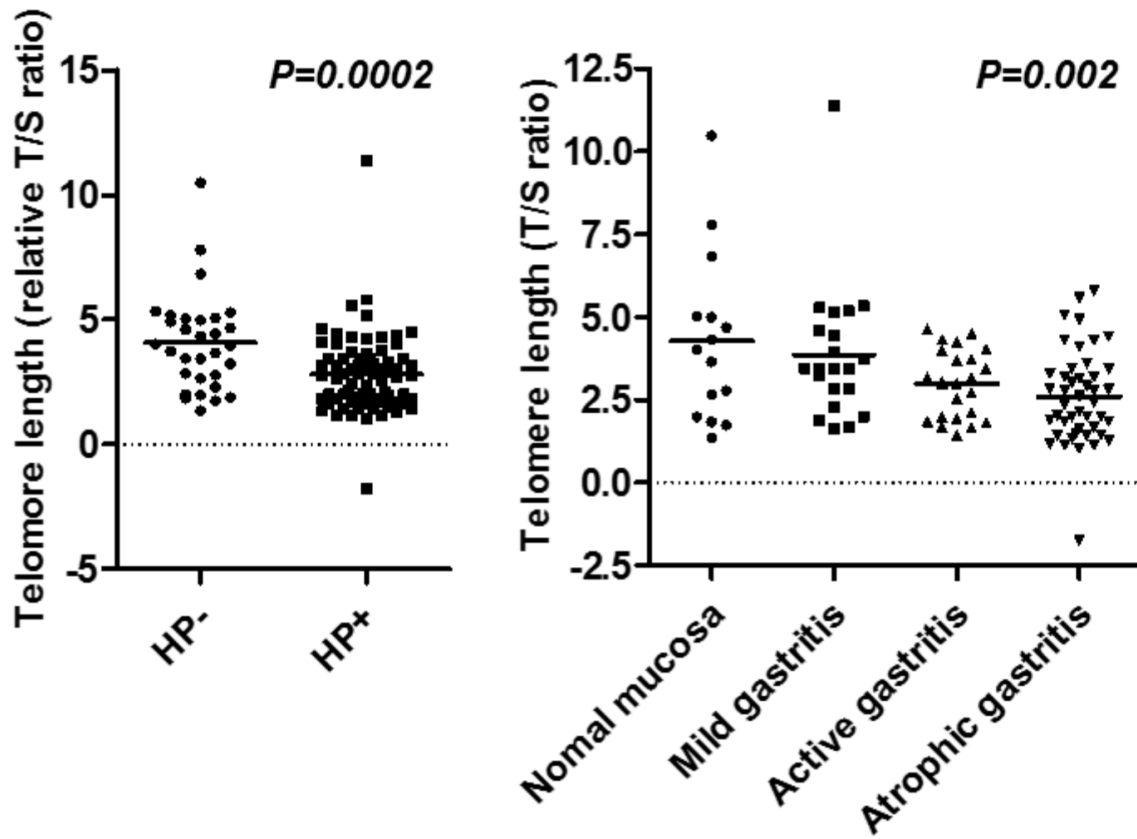 Telomore length (relative T/S ratio)
15
10
5
0
-5
P=0.0002
HP-
HP+
Telomere length (T/S ratio)
12.5
10.0
7.5
5.0
2.5
0.0
-2.5
P=0.002
Nomal mucosa
Mild gastritis
Active gastritis
Atrophic gastritis